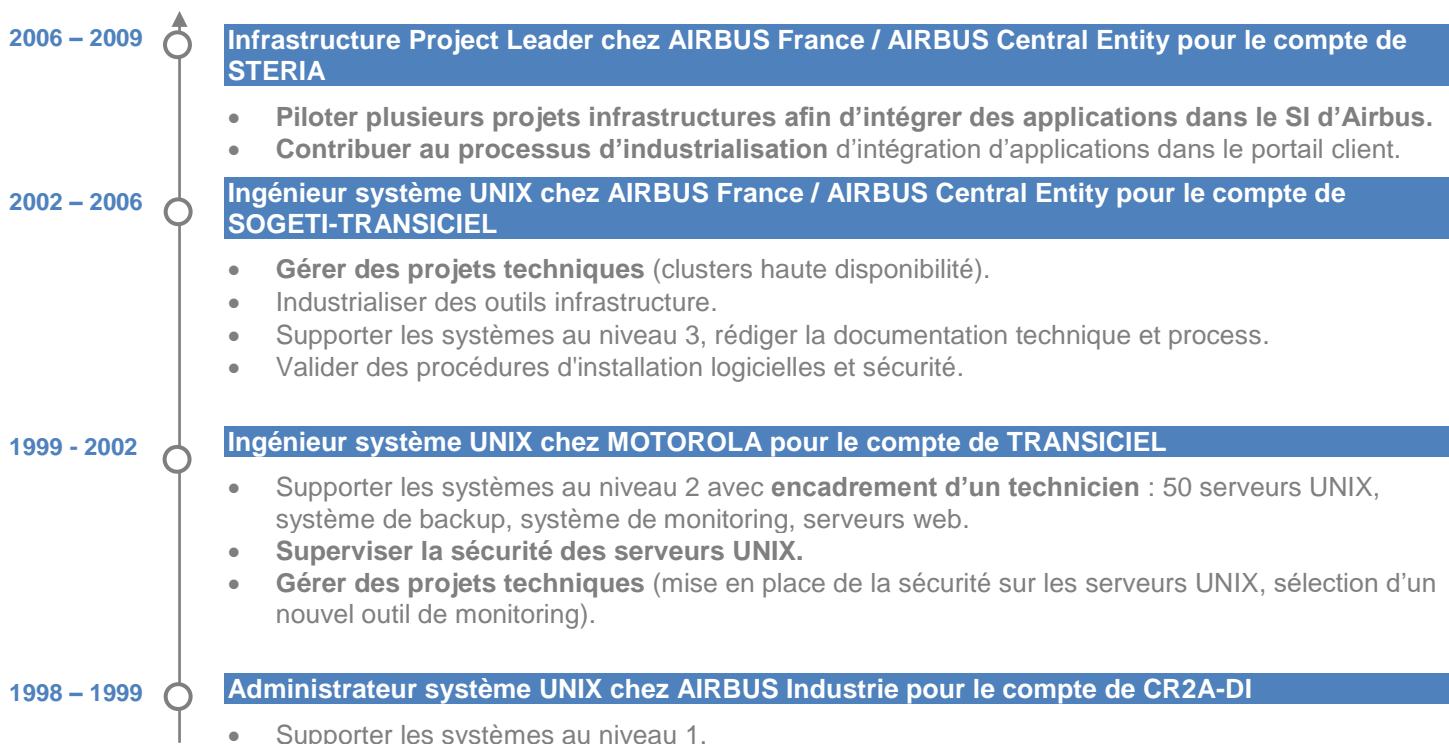 2006 – 2009
Infrastructure Project Leader chez AIRBUS France / AIRBUS Central Entity pour le compte de
STERIA
• Piloter plusieurs projets infrastructures afin d’intégrer des applications dans le SI d’Airbus.
• Contribuer au processus d’industrialisation d’intégration d’applications dans le portail client.
2002 – 2006
Ingénieur système UNIX chez AIRBUS France / AIRBUS Central Entity pour le compte de
SOGETI-TRANSICIEL
• Gérer des projets techniques (clusters haute disponibilité).
• Industrialiser des outils infrastructure.
• Supporter les systèmes au niveau 3, rédiger la documentation technique et process.
• Valider des procédures d'installation logicielles et sécurité.
1999 - 2002
Ingénieur système UNIX chez MOTOROLA pour le compte de TRANSICIEL
• Supporter les systèmes au niveau 2 avec encadrement d’un technicien : 50 serveurs UNIX,
système de backup, système de monitoring, serveurs web.
• Superviser la sécurité des serveurs UNIX.
• Gérer des projets techniques (mise en place de la sécurité sur les serveurs UNIX, sélection d’un
nouvel outil de monitoring).
1998 – 1999
Administrateur système UNIX chez AIRBUS Industrie pour le compte de CR2A-DI
• Supporter les systèmes au niveau 1.